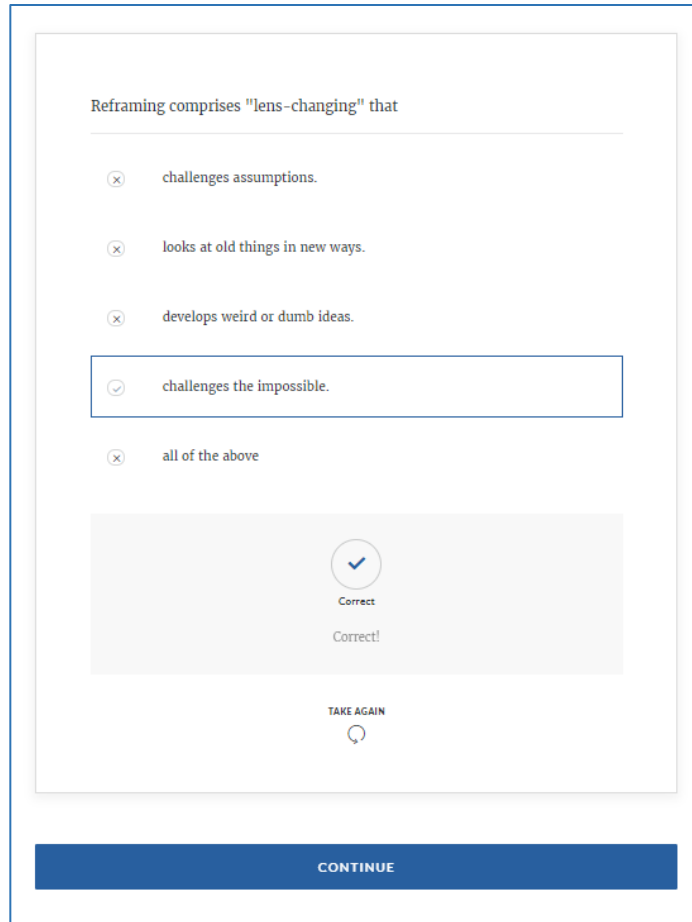 Reframing comprises "lens-changing" that
challenges assumptions.
looks at old things in new ways.
develops weird or dumb ideas.
challenges the impossible.
all of the above
Correct
Correct!
TAKE AGAIN
CONTINUE